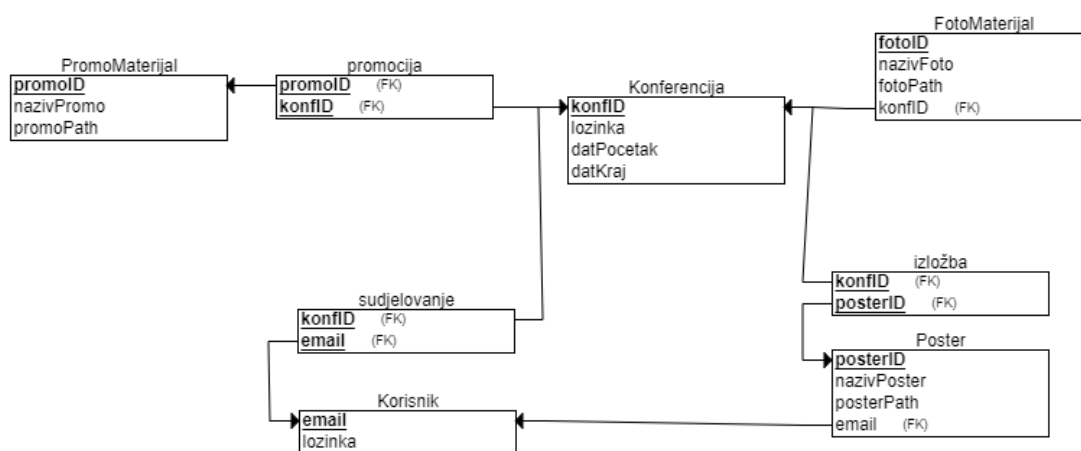 FotoMaterijal
fotoID
nazivFoto
fotoPath
konfID (FK)
PromoMaterijal
promoID
nazivPromo
promoPath
promocija
promoID (FK)
konfID (FK)
Konferencija
konfID
lozinka
datPocetak
datKraj
izložba
konfID (FK)
posterID (FK)
sudjelovanje
konfID (FK)
email (FK)
Poster
posterID
nazivPoster
posterPath
email (FK)
Korisnik
email
lozinka